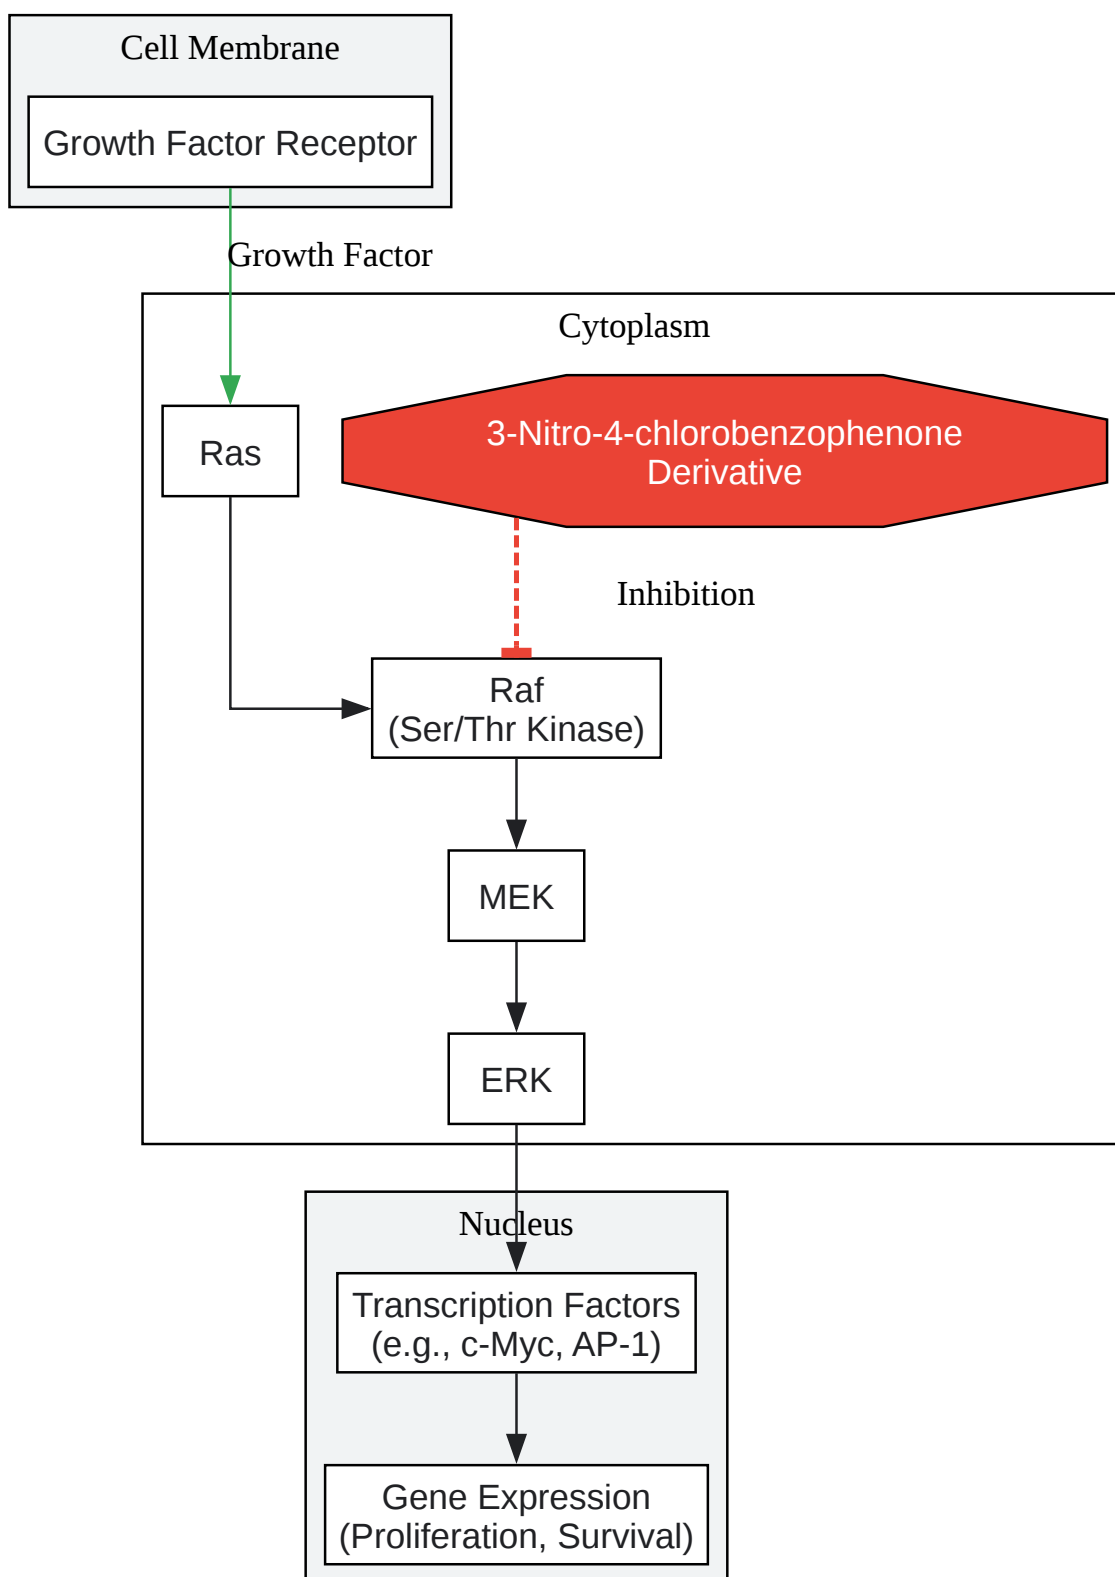 Cell Membrane
Growth Factor Receptor
Growth Factor
Cytoplasm
Ras
3-Nitro-4-chlorobenzophenone
Derivative
Inhibition
Raf
(Ser/Thr Kinase)
MEK
ERK
Nucleus
Transcription Factors
(e.g., c-Myc, AP-1)
Gene Expression
(Proliferation, Survival)